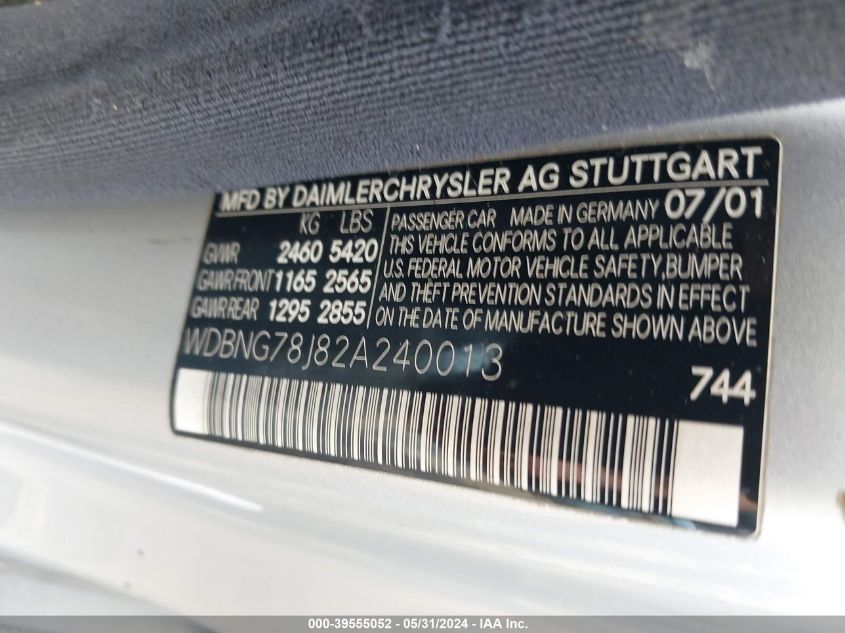 MFD BY DAIMLERCHRYSLER AG STUTTGART
KG LBS
GVWR 2460 5420
GAWR FRONT 1165 2565
GAWR REAR 1295 2855
PASSENGER CAR MADE IN GERMANY 07/01
THIS VEHICLE CONFORMS TO ALL APPLICABLE
U.S. FEDERAL MOTOR VEHICLE SAFETY, BUMPER
AND THEFT PREVENTION STANDARDS IN EFFECT
ON THE DATE OF MANUFACTURE SHOWN ABOVE
WDBNG78J82A240013
744
000-39555052 - 05/31/2024 - IAA Inc.